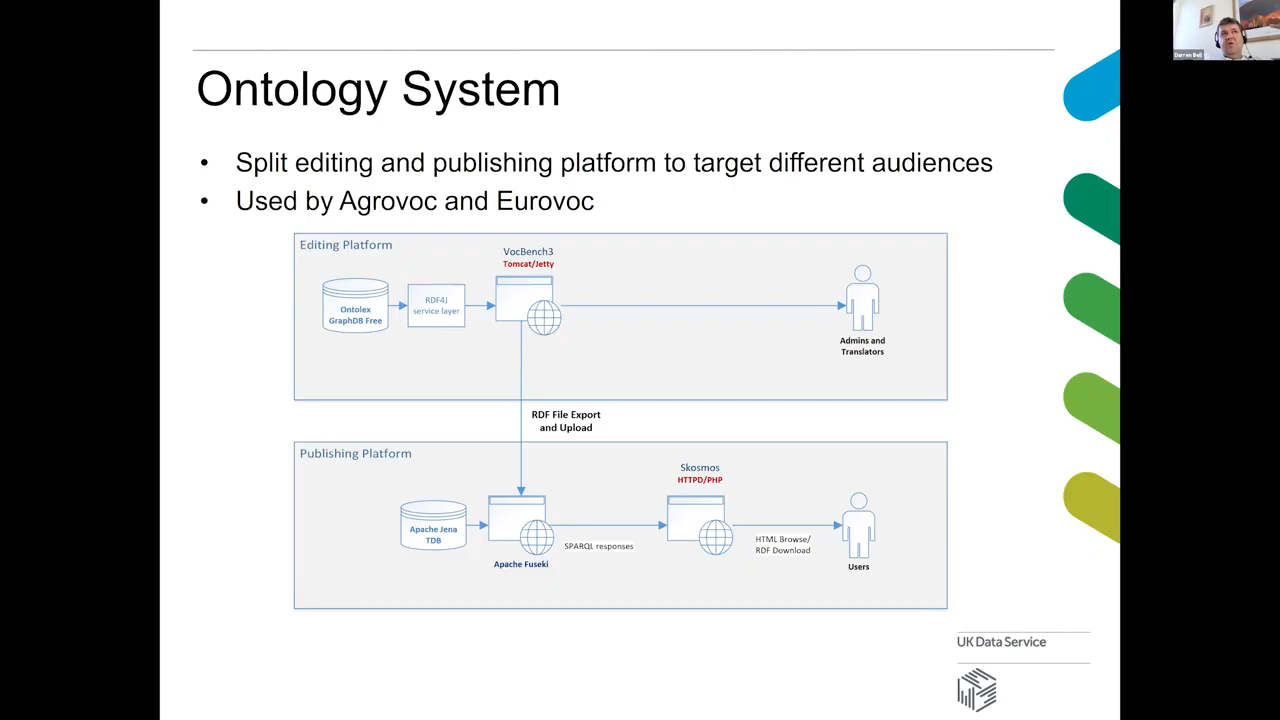 Darren Bell
Ontology System
• Split editing and publishing platform to target different audiences
• Used by Agrovoc and Eurovoc
Editing Platform
VocBench3
Tomcat/Jetty
Ontolex
GraphDB Free
RDF4J
service layer
Admins and
Translators
RDF File Export
and Upload
Publishing Platform
Skosmos
HTTPD/PHP
Apache Jena
TDB
SPARQL responses
HTML Browse/
RDF Download
Apache Fuseki
Users
UK Data Service